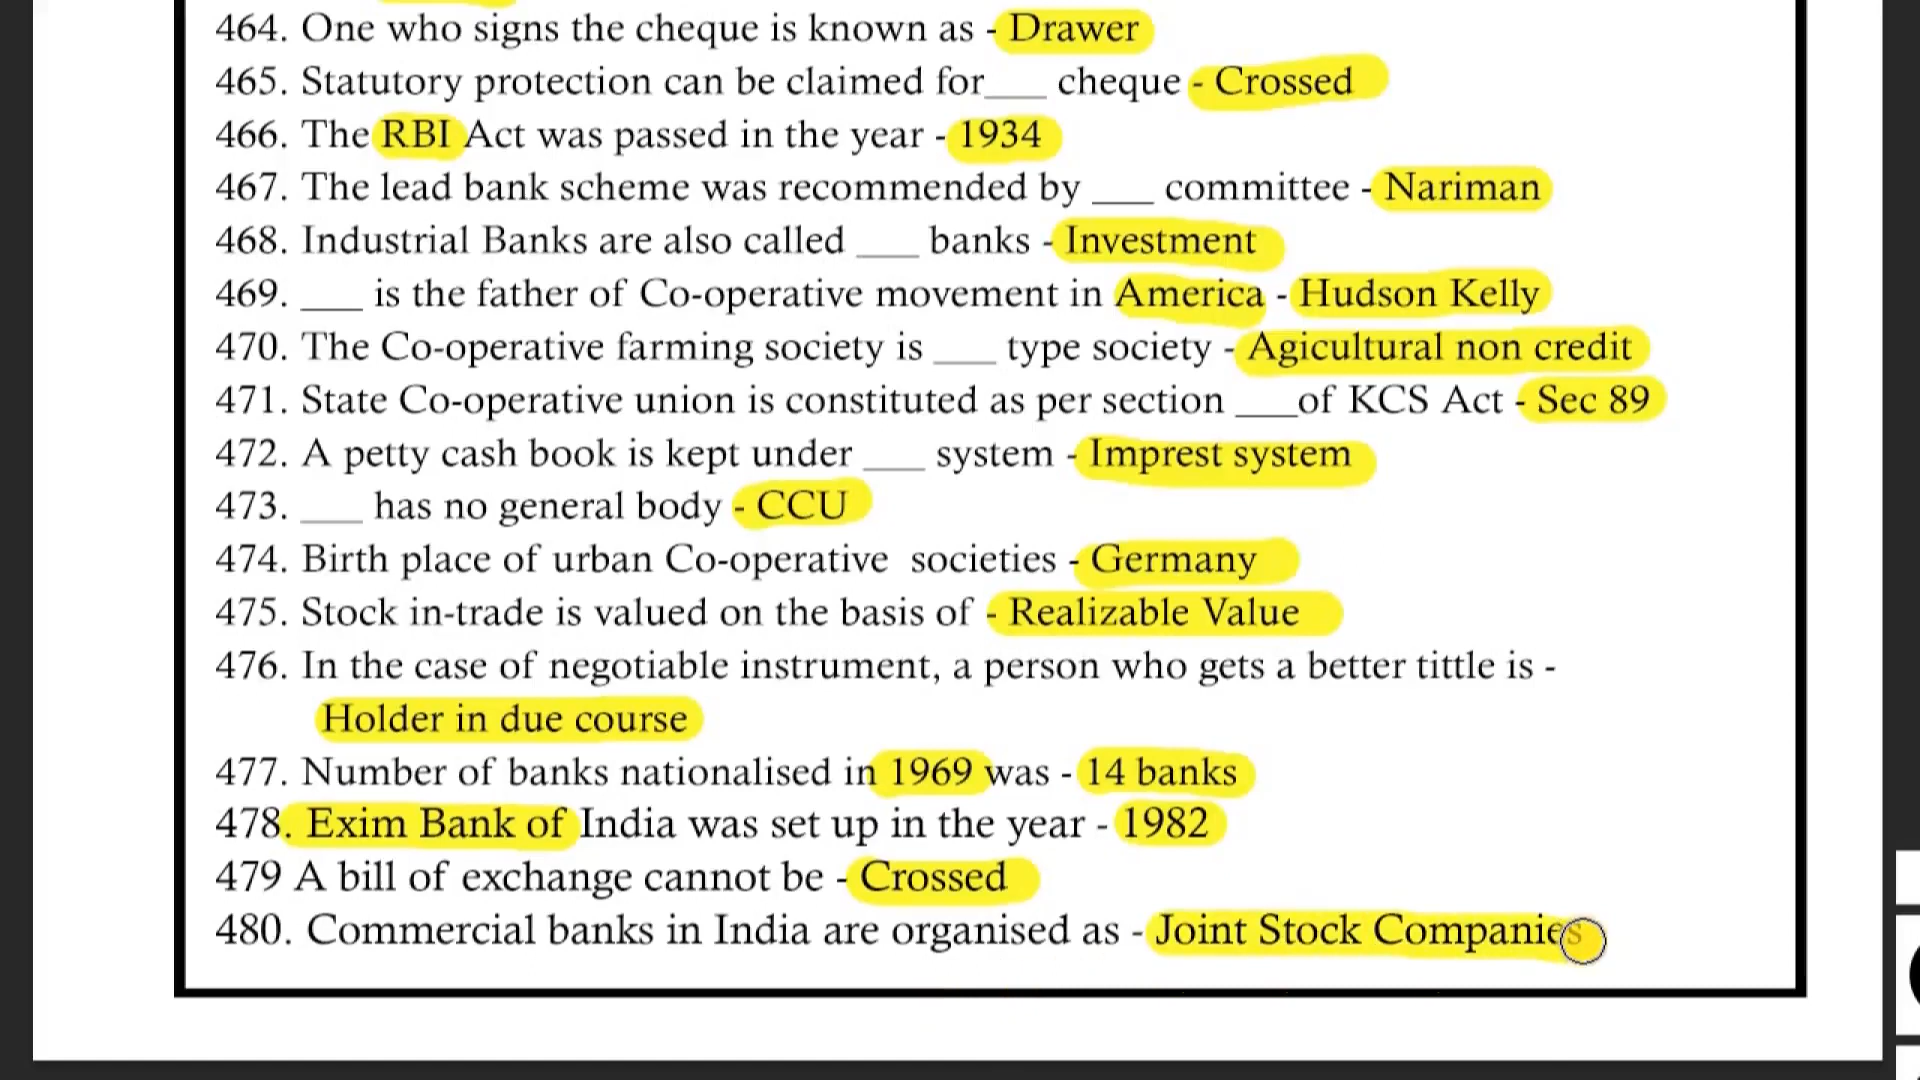 464. One who signs the cheque is known as - Drawer
465. Statutory protection can be claimed for___ cheque - Crossed
466. The RBI Act was passed in the year - 1934
467. The lead bank scheme was recommended by ___ committee - Nariman
468. Industrial Banks are also called ___ banks - Investment
469. ___ is the father of Co-operative movement in America - Hudson Kelly
470. The Co-operative farming society is ___ type society - Agicultural non credit
471. State Co-operative union is constituted as per section ___of KCS Act - Sec 89
472. A petty cash book is kept under ___ system - Imprest system
473. ___ has no general body - CCU
474. Birth place of urban Co-operative societies - Germany
475. Stock in-trade is valued on the basis of - Realizable Value
476. In the case of negotiable instrument, a person who gets a better tittle is -
Holder in due course
477. Number of banks nationalised in 1969 was - 14 banks
478. Exim Bank of India was set up in the year - 1982
479 A bill of exchange cannot be - Crossed
480. Commercial banks in India are organised as - Joint Stock Companies